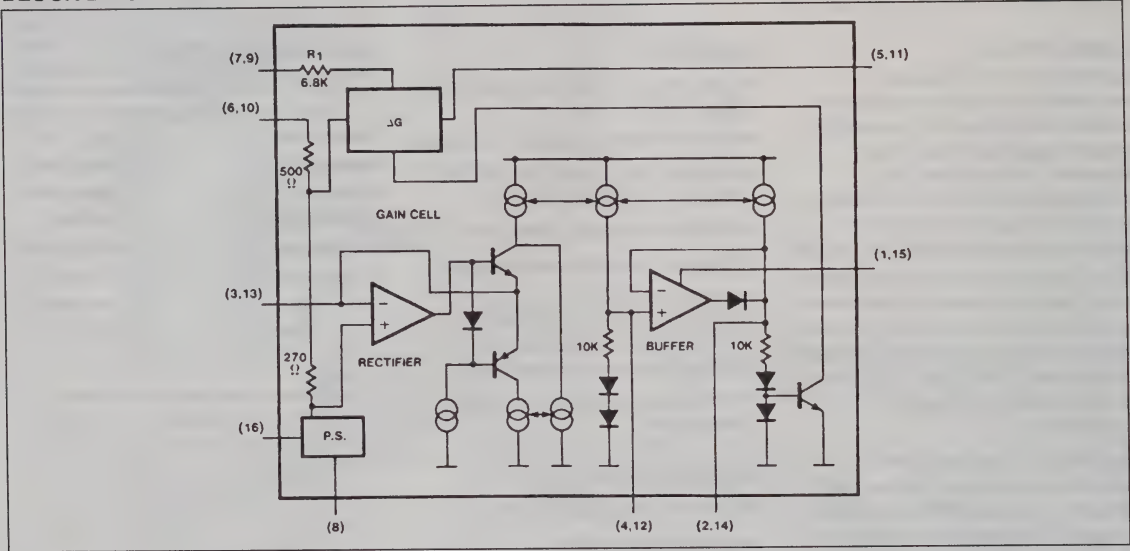 (7,9)
R1
6.8K
(5,11)
(6,10)
ΔG
500
Ω
GAIN CELL
(1,15)
(3,13)
−
+
−
+
10K
BUFFER
10K
270
Ω
RECTIFIER
(16)
P.S.
(8)
(4,12)
(2,14)